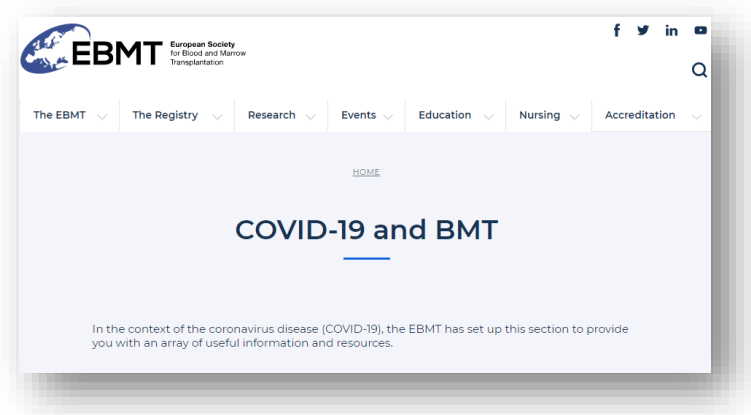 EBMT
European Society
for Blood and Marrow
Transplantation
The EBMT
The Registry
Research
Events
Education
Nursing
Accreditation
HOME
COVID-19 and BMT
In the context of the coronavirus disease (COVID-19), the EBMT has set up this section to provide
you with an array of useful information and resources.